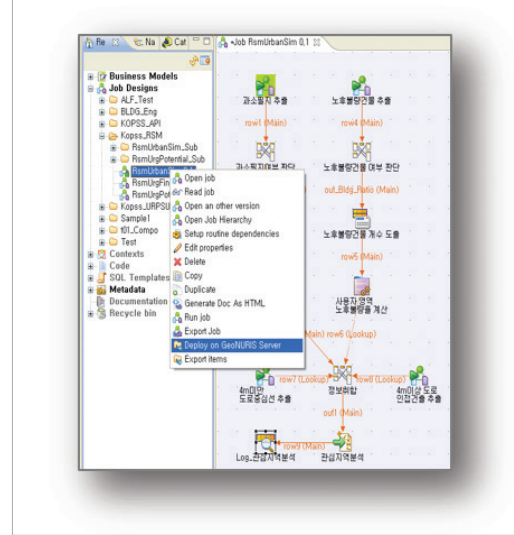 Re
Na
Cat
*Job RsmUrbanSim 0,1
Business Models
Job Designs
ALF_Test
BLDG_Eng
KOPSS_API
Kopss_RSM
RsmUrbanSim_Sub
RsmUrgPotential_Sub
RsmUrban
RsmUrgFin
RsmUrgPot
Kopss_URPSU
Sample1
t01_Compo
Test
Contexts
Code
SQL Templates
Metadata
Documentation
Recycle bin
Open job
Read job
Open an other version
Open Job Hierarchy
Setup routine dependencies
Edit properties
Delete
Copy
Duplicate
Generate Doc As HTML
Run job
Export Job
Deploy on GeoNURIS Server
Export items
과소필지 추출
노후불량건물 추출
row1 (Main)
row4 (Main)
과소필지여부 판단
노후불량건물 여부 판단
out_Bldg_Ratio (Main)
노후불량건물 개수 도출
row5 (Main)
사용자 영역
노후불량율 계산
Main)
row6 (Lookup)
row7 (Lookup)
row8 (Lookup)
4m미만
도로중심선 추출
정보취합
4m이상 도로
인접건출 추출
out1 (Main)
row9 (Main)
Log_관심지역분석
관심지역분석